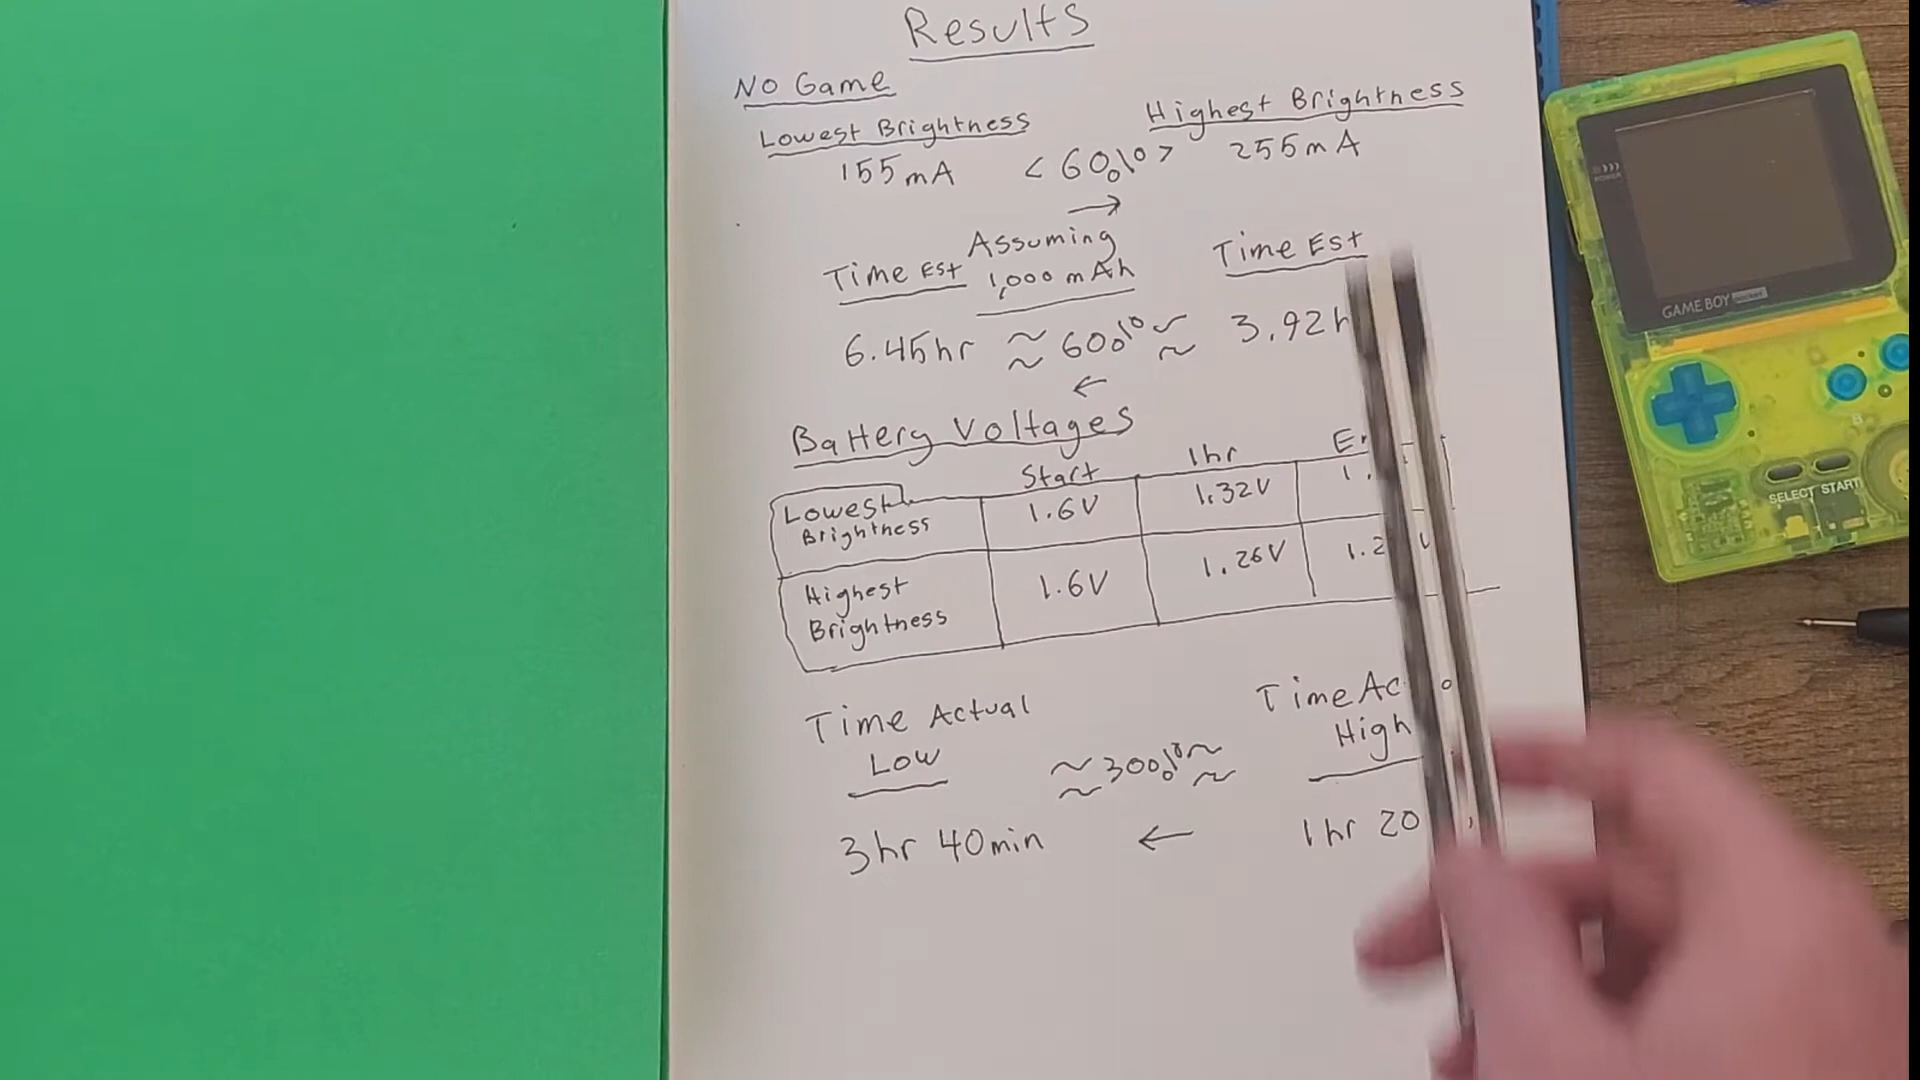 Results
No Game
Lowest Brightness
Highest Brightness
155mA < 60% > 255mA
→
Time Est
Assuming
1,000 mAh
Time Est
6.45hr ≈ 60% ≈ 3.92h
←
Battery Voltages
Start 1hr
Lowest Brightness 1.6V 1.32V
Highest Brightness 1.6V 1.26V
Time Actual
Low
≈ 300% ≈
Time
High
3hr 40min ← 1hr 20
POWER
GAME BOY pocket
B
SELECT START